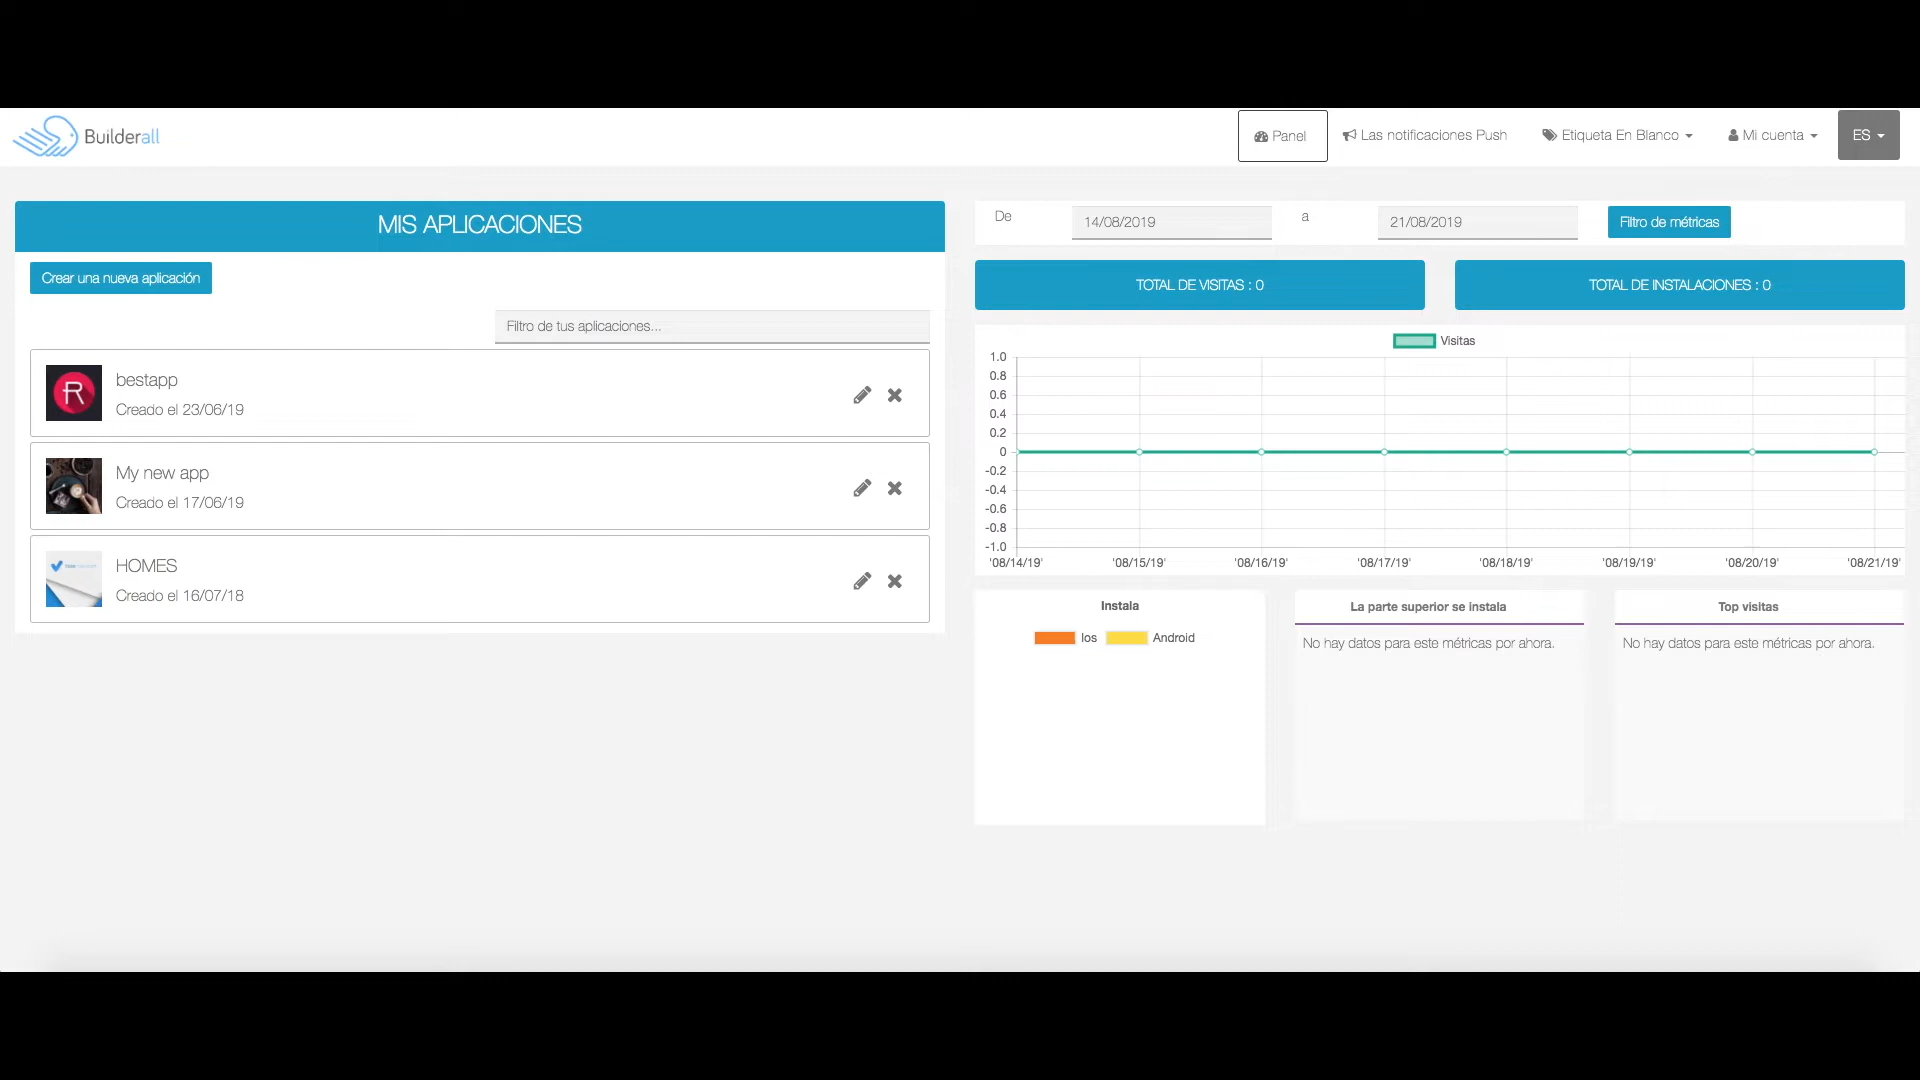 Builderall
Panel
Las notificaciones Push
Etiqueta En Blanco
Mi cuenta
ES
MIS APLICACIONES
Crear una nueva aplicación
Filtro de tus aplicaciones...
R
bestapp
Creado el 23/06/19
My new app
Creado el 17/06/19
HOMES
Creado el 16/07/18
De
14/08/2019
a
21/08/2019
Filtro de métricas
TOTAL DE VISITAS : 0
TOTAL DE INSTALACIONES : 0
Visitas
1.0
0.8
0.6
0.4
0.2
0
-0.2
-0.4
-0.6
-0.8
-1.0
'08/14/19'
'08/15/19'
'08/16/19'
'08/17/19'
'08/18/19'
'08/19/19'
'08/20/19'
'08/21/19'
Instala
Ios
Android
La parte superior se instala
No hay datos para este métricas por ahora.
Top visitas
No hay datos para este métricas por ahora.